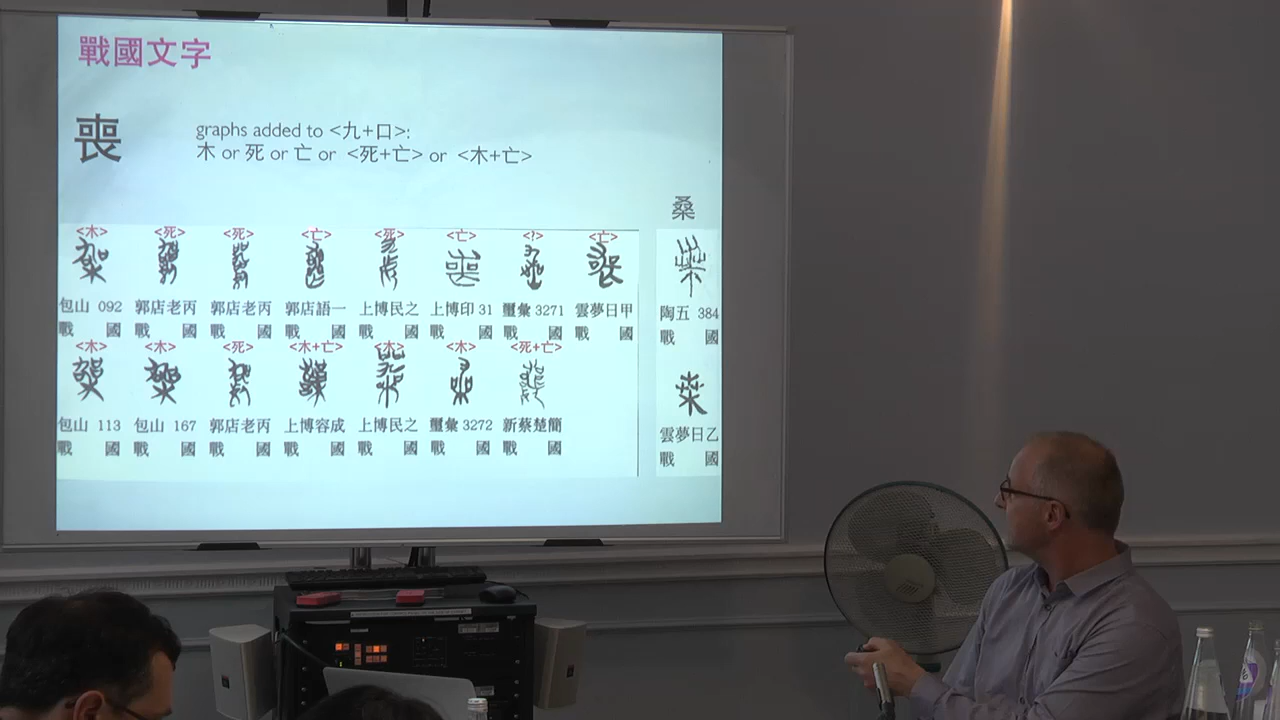 戰國文字
喪
graphs added to <九+口>:
木 or 死 or 亡 or <死+亡> or <木+亡>
桑
<木> <死> <死> <亡> <死> <亡> <!> <亡>
包山 092 郭店老丙 郭店老丙 郭店語一 上博民之 上博印 31 璽彙 3271 雲夢日甲
戰 國 戰 國 戰 國 戰 國 戰 國 戰 國 戰 國 戰 國
陶五 384
戰 國
<木> <木> <死> <木+亡> <木> <木> <死+亡>
包山 113 包山 167 郭店老丙 上博容成 上博民之 璽彙 3272 新蔡楚簡
戰 國 戰 國 戰 國 戰 國 戰 國 戰 國 戰 國
雲夢日乙
戰 國